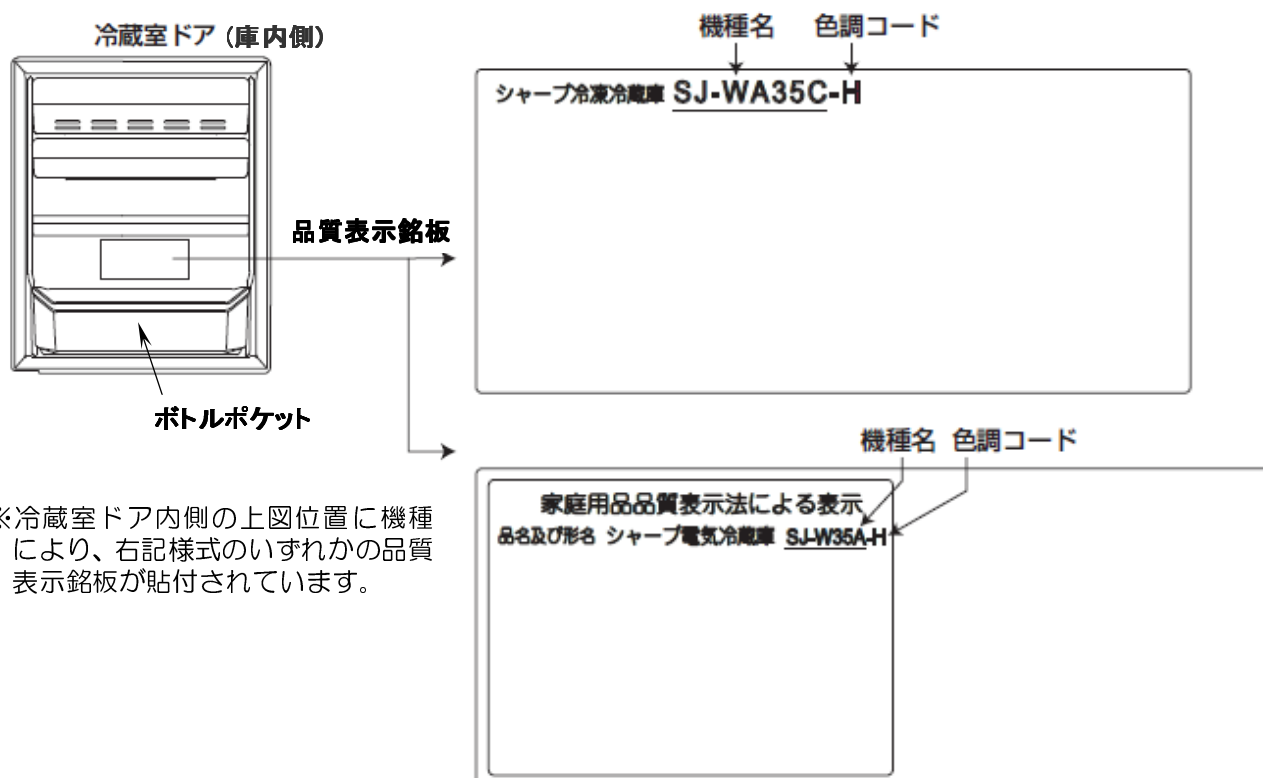 冷蔵室ドア (庫内側)
品質表示銘板
ボトルポケット
※冷蔵室ドア内側の上図位置に機種
により、右記様式のいずれかの品質
表示銘板が貼付されています。
機種名 色調コード
シャープ冷凍冷蔵庫 SJ-WA35C-H
機種名 色調コード
家庭用品品質表示法による表示
品名及び形名 シャープ電気冷蔵庫 SJ-W35A-H